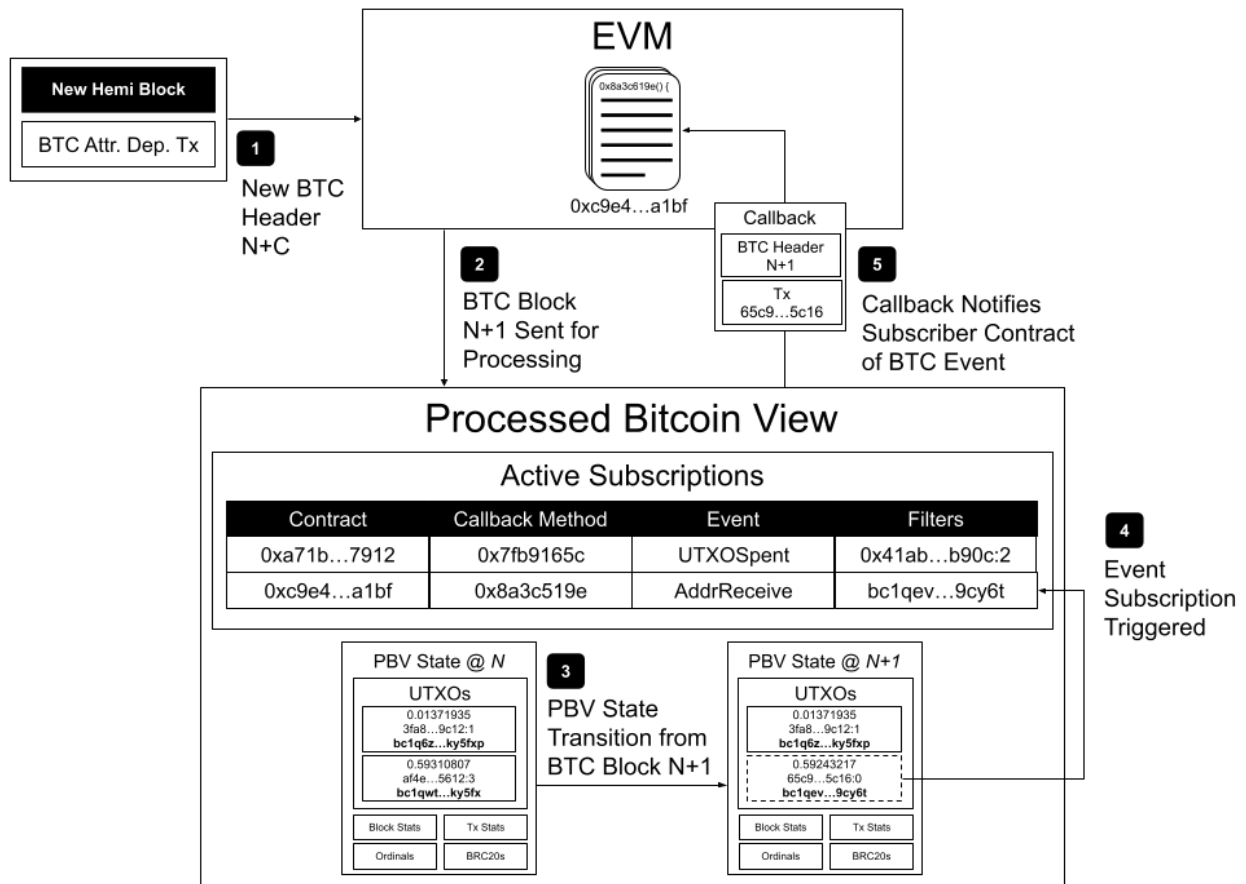 EVM
New Hemi Block
BTC Attr. Dep. Tx
0x8a3c619e() {
0xc9e4…a1bf
1
New BTC
Header
N+C
2
BTC Block
N+1 Sent for
Processing
Callback
BTC Header
N+1
Tx
65c9…5c16
5
Callback Notifies
Subscriber Contract
of BTC Event
Processed Bitcoin View
Active Subscriptions
Contract Callback Method Event Filters
0xa71b…7912 0x7fb9165c UTXOSpent 0x41ab…b90c:2
0xc9e4…a1bf 0x8a3c519e AddrReceive bc1qev…9cy6t
4
Event
Subscription
Triggered
PBV State @ N
UTXOs
0.01371935
3fa8…9c12:1
bc1q6z…ky5fxp
0.59310807
af4e…5612:3
bc1qwt…ky5fx
Block Stats Tx Stats
Ordinals BRC20s
3
PBV State
Transition from
BTC Block N+1
PBV State @ N+1
UTXOs
0.01371935
3fa8…9c12:1
bc1q6z…ky5fxp
0.59243217
65c9…5c16:0
bc1qev…9cy6t
Block Stats Tx Stats
Ordinals BRC20s